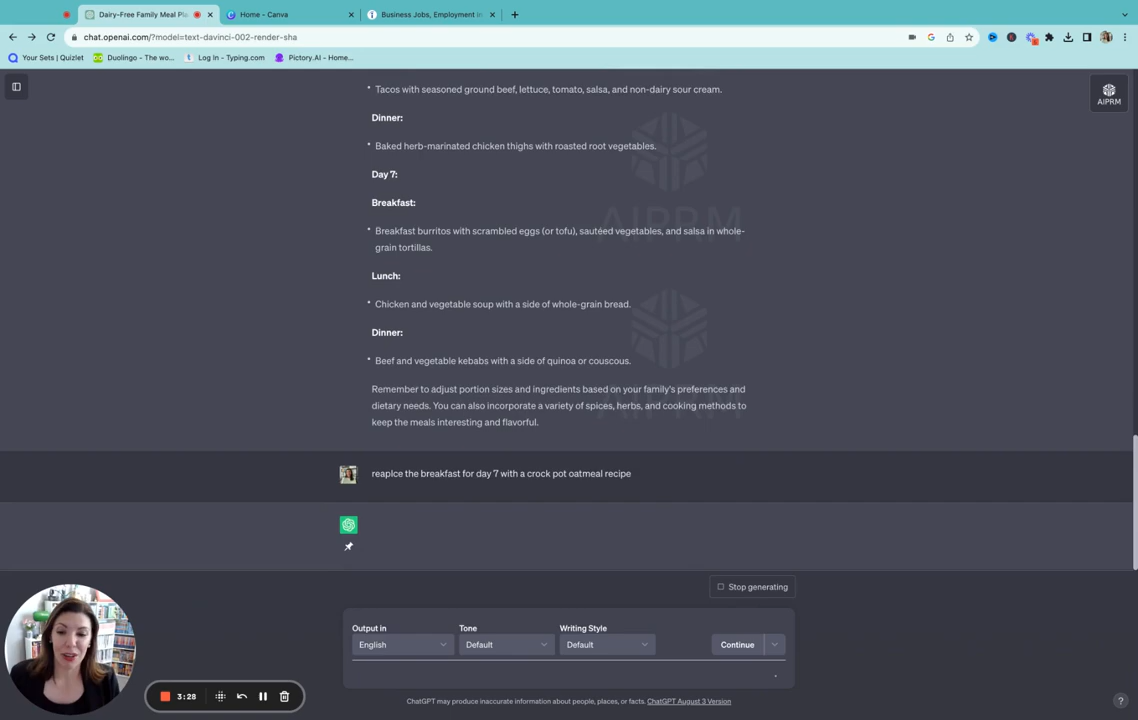 Dairy-Free Family Meal Pla
Home - Canva
Business Jobs, Employment in
chat.openai.com/?model=text-davinci-002-render-sha
Your Sets | Quizlet
Duolingo - The wo...
Log In - Typing.com
Pictory.AI - Home...
AIPRM
Tacos with seasoned ground beef, lettuce, tomato, salsa, and non-dairy sour cream.
Dinner:
Baked herb-marinated chicken thighs with roasted root vegetables.
Day 7:
Breakfast:
AIPRM
Breakfast burritos with scrambled eggs (or tofu), sautéed vegetables, and salsa in whole-
grain tortillas.
Lunch:
Chicken and vegetable soup with a side of whole-grain bread.
Dinner:
Beef and vegetable kebabs with a side of quinoa or couscous.
Remember to adjust portion sizes and ingredients based on your family's preferences and
AIPRM
dietary needs. You can also incorporate a variety of spices, herbs, and cooking methods to
keep the meals interesting and flavorful.
reaplce the breakfast for day 7 with a crock pot oatmeal recipe
Stop generating
Output in
Tone
Writing Style
English
Default
Default
Continue
3:28
ChatGPT may produce inaccurate information about people, places, or facts. ChatGPT August 3 Version
?